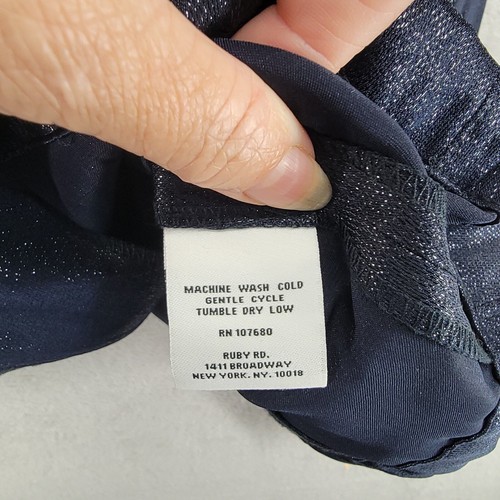 MACHINE WASH COLD
GENTLE CYCLE
TUMBLE DRY LOW
RN 107680
RUBY RD.
1411 BROADWAY
NEW YORK. NY. 10018